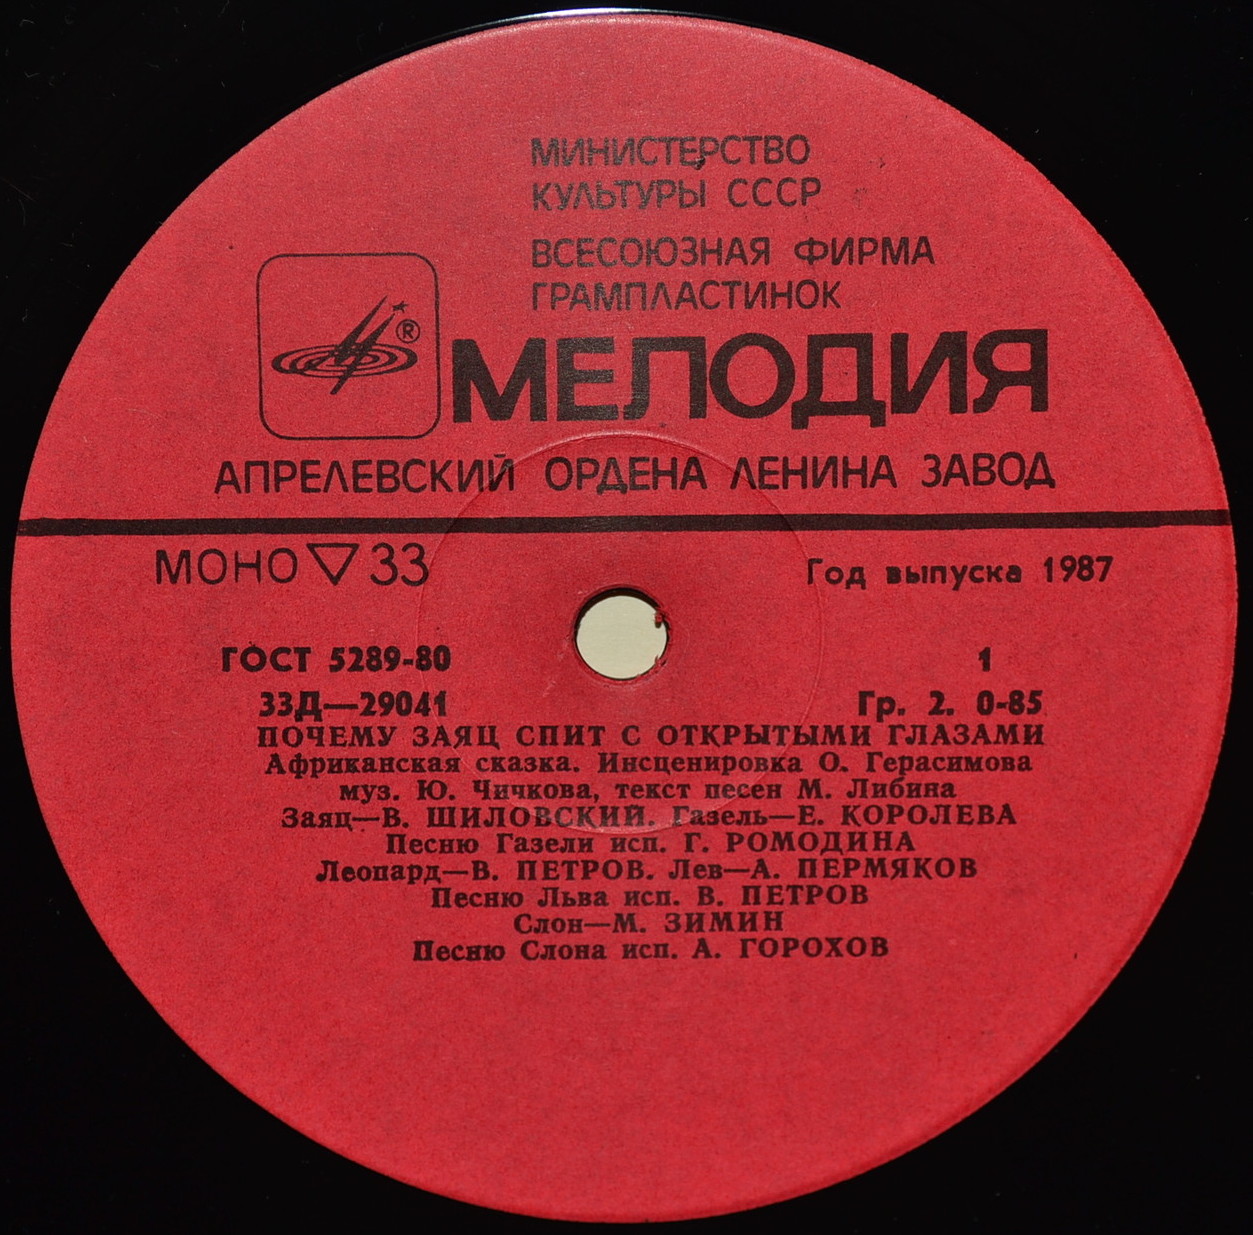 МИНИСТЕРСТВО
КУЛЬТУРЫ СССР
ВСЕСОЮЗНАЯ ФИРМА
ГРАМПЛАСТИНОК
®
МЕЛОДИЯ
АПРЕЛЕВСКИЙ ОРДЕНА ЛЕНИНА ЗАВОД
МОНО ▽ 33 Год выпуска 1987
ГОСТ 5289-80 1
33Д—29041 Гр. 2. 0-85
ПОЧЕМУ ЗАЯЦ СПИТ С ОТКРЫТЫМИ ГЛАЗАМИ
Африканская сказка. Инсценировка О. Герасимова
муз. Ю. Чичкова, текст песен М. Либина
Заяц—В. ШИЛОВСКИЙ. Газель—Е. КОРОЛЕВА
Песню Газели исп. Г. РОМОДИНА
Леопард—В. ПЕТРОВ. Лев—А. ПЕРМЯКОВ
Песню Льва исп. В. ПЕТРОВ
Слон—М. ЗИМИН
Песню Слона исп. А. ГОРОХОВ